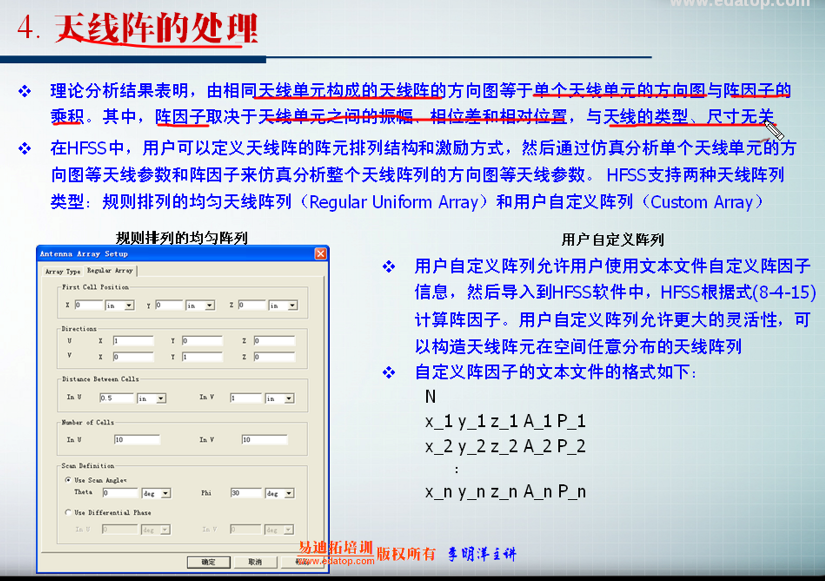 www.edatop.com
4. 天线阵的处理
理论分析结果表明，由相同天线单元构成的天线阵的方向图等于单个天线单元的方向图与阵因子的
乘积。其中，阵因子取决于天线单元之间的振幅、相位差和相对位置，与天线的类型、尺寸无关
在HFSS中，用户可以定义天线阵的阵元排列结构和激励方式，然后通过仿真分析单个天线单元的方
向图等天线参数和阵因子来仿真分析整个天线阵列的方向图等天线参数。 HFSS支持两种天线阵列
类型：规则排列的均匀天线阵列（Regular Uniform Array）和用户自定义阵列（Custom Array）
规则排列的均匀阵列
Antenna Array Setup
Array Type Regular Array
First Cell Position
X 0 in Y 0 in Z 0 in
Directions
U X 1 Y 0 Z 0
V X 0 Y 1 Z 0
Distance Between Cells
In U 0.5 in In V 1 in
Number of Cells
In U 10 In V 10
Scan Definition
Use Scan Angles
Theta 0 deg Phi 30 deg
Use Differential Phase
In U 0 deg In V 0 deg
确定 取消
用户自定义阵列
用户自定义阵列允许用户使用文本文件自定义阵因子
信息，然后导入到HFSS软件中，HFSS根据式(8-4-15)
计算阵因子。用户自定义阵列允许更大的灵活性，可
以构造天线阵元在空间任意分布的天线阵列
自定义阵因子的文本文件的格式如下：
N
x_1 y_1 z_1 A_1 P_1
x_2 y_2 z_2 A_2 P_2
:
x_n y_n z_n A_n P_n
易迪拓培训 版权所有 李明洋主讲
www.edatop.com